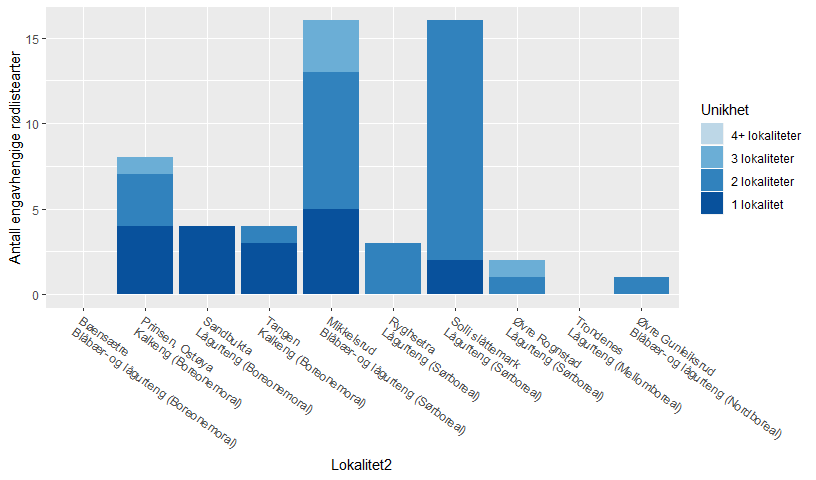 Antall engavhengige rødlistearter
15
10
5
0
Bøensætre
Blåbær- og lågurteng (Boreonemoral)
Prinsen, Ostøya
Kalkeng (Boreonemoral)
Sandbukta
Lågurteng (Boreonemoral)
Tangen
Kalkeng (Boreonemoral)
Mikkelsrud
Blåbær- og lågurteng (Sørboreal)
Ryghsetra
Lågurteng (Sørboreal)
Solli slåttemark
Lågurteng (Sørboreal)
Øvre Rognstad
Lågurteng (Sørboreal)
Trondenes
Lågurteng (Mellomboreal)
Øvre Gunleiksrud
Blåbær- og lågurteng (Nordboreal)
Lokalitet2
Unikhet
4+ lokaliteter
3 lokaliteter
2 lokaliteter
1 lokalitet